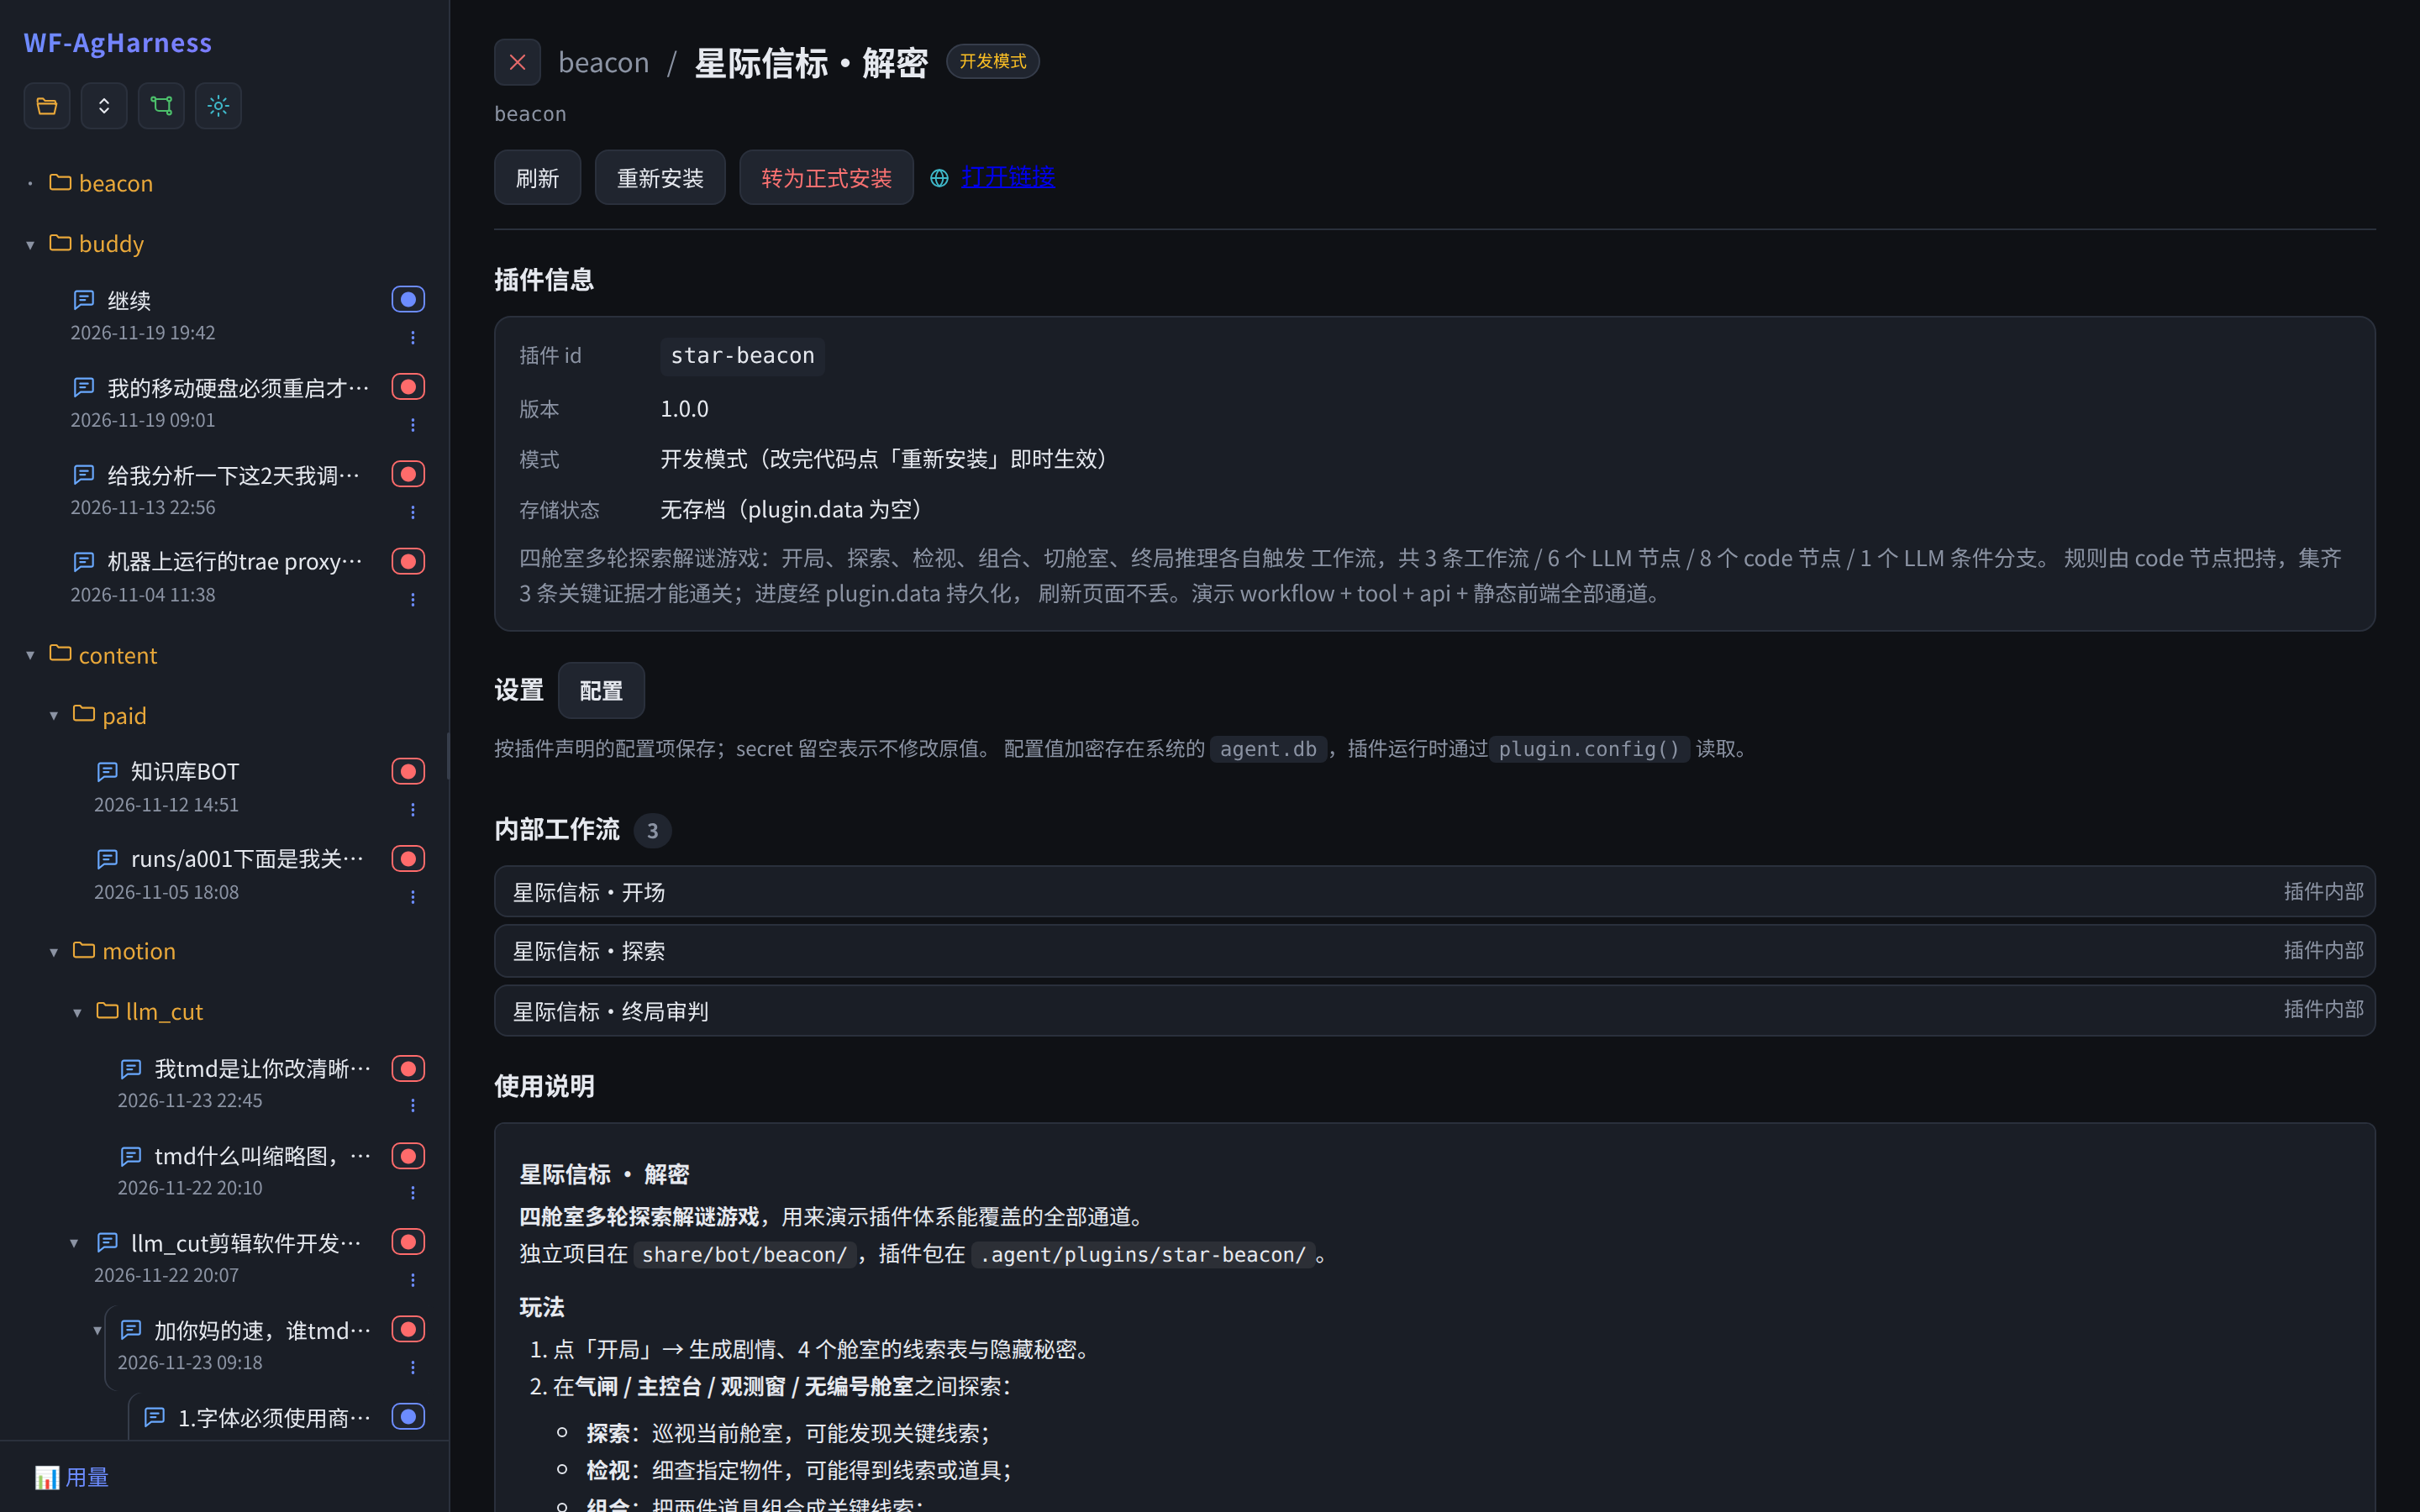 WF-AgHarness
beacon
buddy
继续
2026-11-19 19:42
我的移动硬盘必须重启才…
2026-11-19 09:01
给我分析一下这2天我调…
2026-11-13 22:56
机器上运行的trae proxy…
2026-11-04 11:38
content
paid
知识库BOT
2026-11-12 14:51
runs/a001下面是我关…
2026-11-05 18:08
motion
llm_cut
我tmd是让你改清晰…
2026-11-23 22:45
tmd什么叫缩略图，…
2026-11-22 20:10
llm_cut剪辑软件开发…
2026-11-22 20:07
加你妈的速，谁tmd…
2026-11-23 09:18
1.字体必须使用商…
📊 用量
beacon / 星际信标·解密 开发模式
beacon
刷新 重新安装 转为正式安装 打开链接
插件信息
插件 id star-beacon
版本 1.0.0
模式 开发模式（改完代码点「重新安装」即时生效）
存储状态 无存档（plugin.data 为空）
四舱室多轮探索解谜游戏：开局、探索、检视、组合、切舱室、终局推理各自触发 工作流，共 3 条工作流 / 6 个 LLM 节点 / 8 个 code 节点 / 1 个 LLM 条件分支。 规则由 code 节点把持，集齐
3 条关键证据才能通关；进度经 plugin.data 持久化， 刷新页面不丢。演示 workflow + tool + api + 静态前端全部通道。
设置 配置
按插件声明的配置项保存；secret 留空表示不修改原值。 配置值加密存在系统的 agent.db，插件运行时通过 plugin.config() 读取。
内部工作流 3
星际信标·开场 插件内部
星际信标·探索 插件内部
星际信标·终局审判 插件内部
使用说明
星际信标 · 解密
四舱室多轮探索解谜游戏，用来演示插件体系能覆盖的全部通道。
独立项目在 share/bot/beacon/，插件包在 .agent/plugins/star-beacon/。
玩法
1. 点「开局」→ 生成剧情、4 个舱室的线索表与隐藏秘密。
2. 在气闸 / 主控台 / 观测窗 / 无编号舱室之间探索：
探索：巡视当前舱室，可能发现关键线索；
检视：细查指定物件，可能得到线索或道具；
组合：把两件道具组合成关键线索；